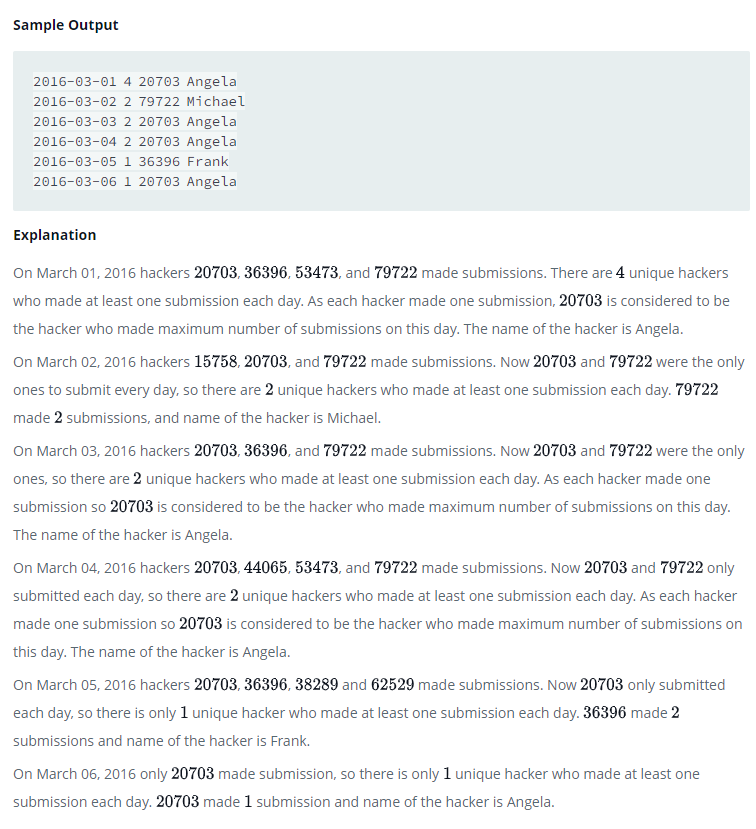 Sample Output
2016-03-01 4 20703 Angela
2016-03-02 2 79722 Michael
2016-03-03 2 20703 Angela
2016-03-04 2 20703 Angela
2016-03-05 1 36396 Frank
2016-03-06 1 20703 Angela
Explanation
On March 01, 2016 hackers 20703, 36396, 53473, and 79722 made submissions. There are 4 unique hackers
who made at least one submission each day. As each hacker made one submission, 20703 is considered to be
the hacker who made maximum number of submissions on this day. The name of the hacker is Angela.
On March 02, 2016 hackers 15758, 20703, and 79722 made submissions. Now 20703 and 79722 were the only
ones to submit every day, so there are 2 unique hackers who made at least one submission each day. 79722
made 2 submissions, and name of the hacker is Michael.
On March 03, 2016 hackers 20703, 36396, and 79722 made submissions. Now 20703 and 79722 were the only
ones, so there are 2 unique hackers who made at least one submission each day. As each hacker made one
submission so 20703 is considered to be the hacker who made maximum number of submissions on this day.
The name of the hacker is Angela.
On March 04, 2016 hackers 20703, 44065, 53473, and 79722 made submissions. Now 20703 and 79722 only
submitted each day, so there are 2 unique hackers who made at least one submission each day. As each hacker
made one submission so 20703 is considered to be the hacker who made maximum number of submissions on
this day. The name of the hacker is Angela.
On March 05, 2016 hackers 20703, 36396, 38289 and 62529 made submissions. Now 20703 only submitted
each day, so there is only 1 unique hacker who made at least one submission each day. 36396 made 2
submissions and name of the hacker is Frank.
On March 06, 2016 only 20703 made submission, so there is only 1 unique hacker who made at least one
submission each day. 20703 made 1 submission and name of the hacker is Angela.